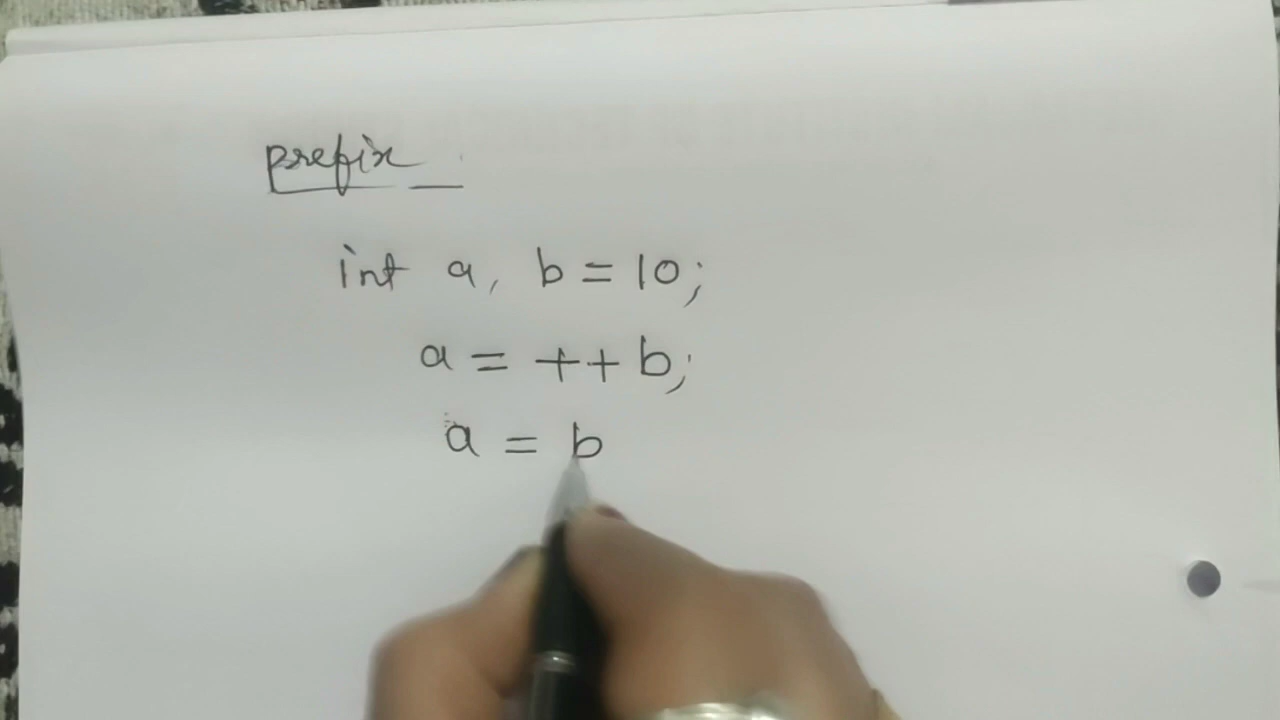 prefix
int a, b = 10;
a = ++b;
a = b